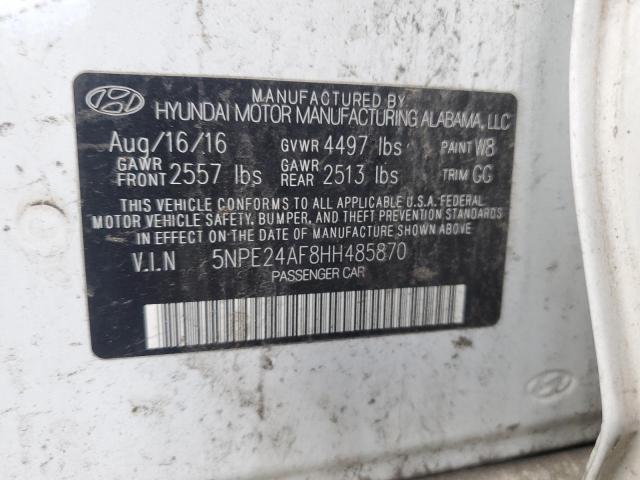 MANUFACTURED BY
HYUNDAI MOTOR MANUFACTURING ALABAMA, LLC
Aug/16/16 GVWR 4497 lbs PAINT W8
GAWR FRONT 2557 lbs GAWR REAR 2513 lbs TRIM GG
THIS VEHICLE CONFORMS TO ALL APPLICABLE U.S.A. FEDERAL
MOTOR VEHICLE SAFETY, BUMPER, AND THEFT PREVENTION STANDARDS
IN EFFECT ON THE DATE OF MANUFACTURE SHOWN ABOVE.
V.I.N 5NPE24AF8HH485870
PASSENGER CAR